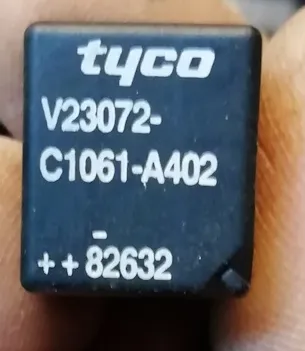 tyco
V23072-
C1061-A402
–
++82632